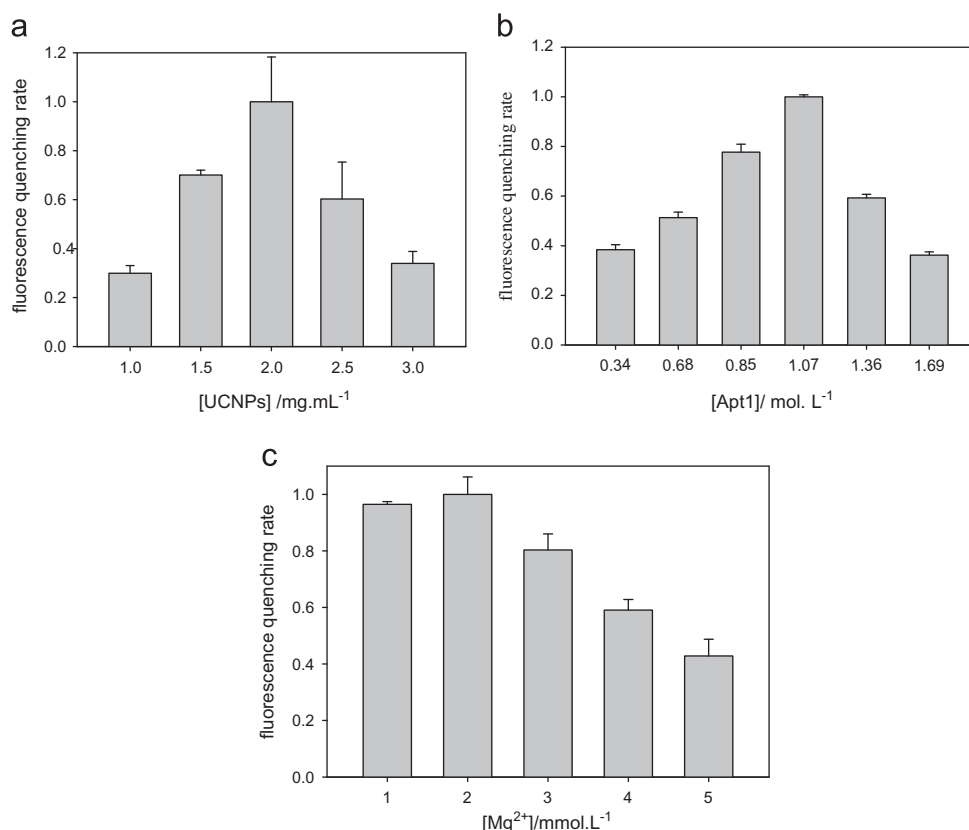 a
fluorescence quenching rate
1.2
1.0
0.8
0.6
0.4
0.2
0.0
1.0 1.5 2.0 2.5 3.0
[UCNPs] /mg.mL⁻¹
b
fluorescence quenching rate
1.2
1.0
0.8
0.6
0.4
0.2
0.0
0.34 0.68 0.85 1.07 1.36 1.69
[Apt1]/ mol. L⁻¹
c
fluorescence quenching rate
1.0
0.8
0.6
0.4
0.2
0.0
1 2 3 4 5
[Mg²⁺]/mmol.L⁻¹